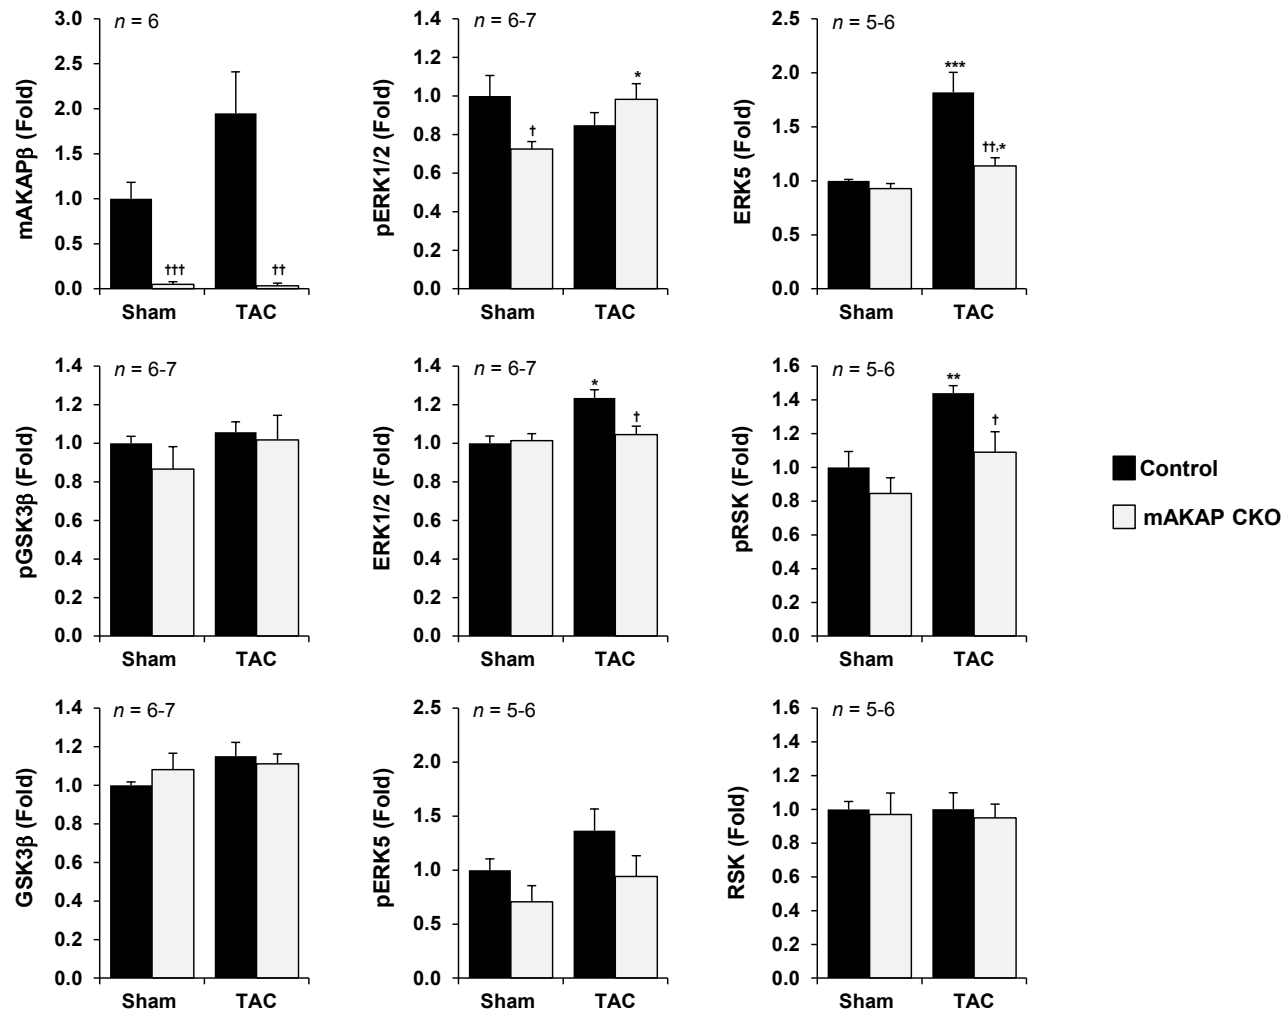 mAKAPβ (Fold)
n = 6
3.0
2.5
2.0
1.5
1.0
0.5
0.0
†††
††
Sham TAC
pERK1/2 (Fold)
n = 6-7
1.4
1.2
1.0
0.8
0.6
0.4
0.2
0.0
†
*
Sham TAC
ERK5 (Fold)
n = 5-6
2.5
2.0
1.5
1.0
0.5
0.0
***
††,*
Sham TAC
pGSK3β (Fold)
n = 6-7
1.4
1.2
1.0
0.8
0.6
0.4
0.2
0.0
Sham TAC
ERK1/2 (Fold)
n = 6-7
1.4
1.2
1.0
0.8
0.6
0.4
0.2
0.0
*
†
Sham TAC
pRSK (Fold)
n = 5-6
1.6
1.4
1.2
1.0
0.8
0.6
0.4
0.2
0.0
**
†
Sham TAC
Control
mAKAP CKO
GSK3β (Fold)
n = 6-7
1.4
1.2
1.0
0.8
0.6
0.4
0.2
0.0
Sham TAC
pERK5 (Fold)
n = 5-6
2.5
2.0
1.5
1.0
0.5
0.0
Sham TAC
RSK (Fold)
n = 5-6
1.6
1.4
1.2
1.0
0.8
0.6
0.4
0.2
0.0
Sham TAC